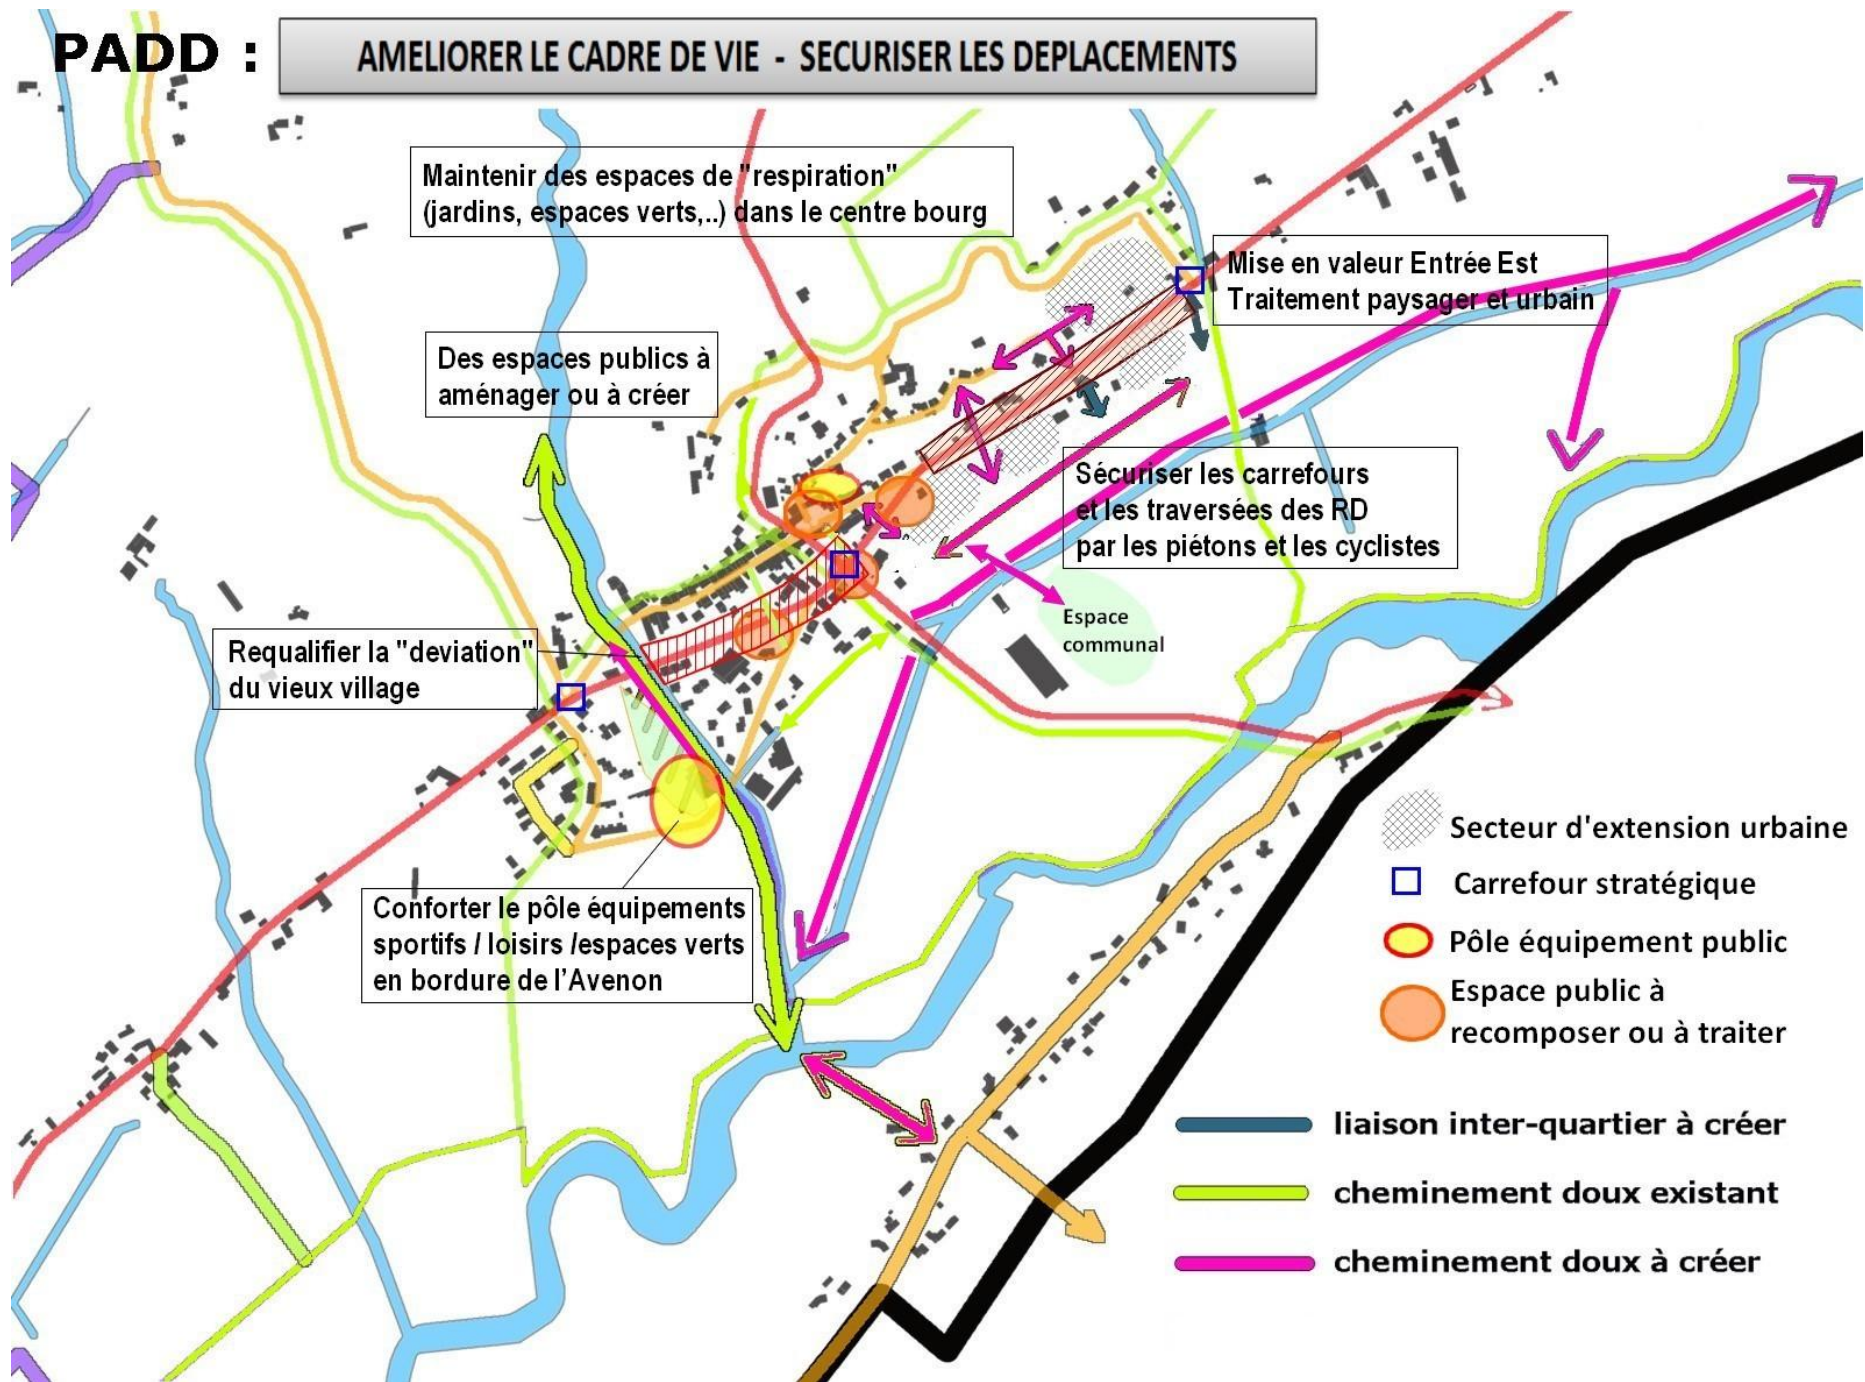 PADD :
AMELIORER LE CADRE DE VIE - SECURISER LES DEPLACEMENTS
Maintenir des espaces de "respiration"
(jardins, espaces verts,..) dans le centre bourg
Mise en valeur Entrée Est
Traitement paysager et urbain
Des espaces publics à
aménager ou à créer
Sécuriser les carrefours
et les traversées des RD
par les piétons et les cyclistes
Espace
communal
Requalifier la "deviation"
du vieux village
Conforter le pôle équipements
sportifs / loisirs /espaces verts
en bordure de l'Avenon
Secteur d'extension urbaine
Carrefour stratégique
Pôle équipement public
Espace public à
recomposer ou à traiter
liaison inter-quartier à créer
cheminement doux existant
cheminement doux à créer